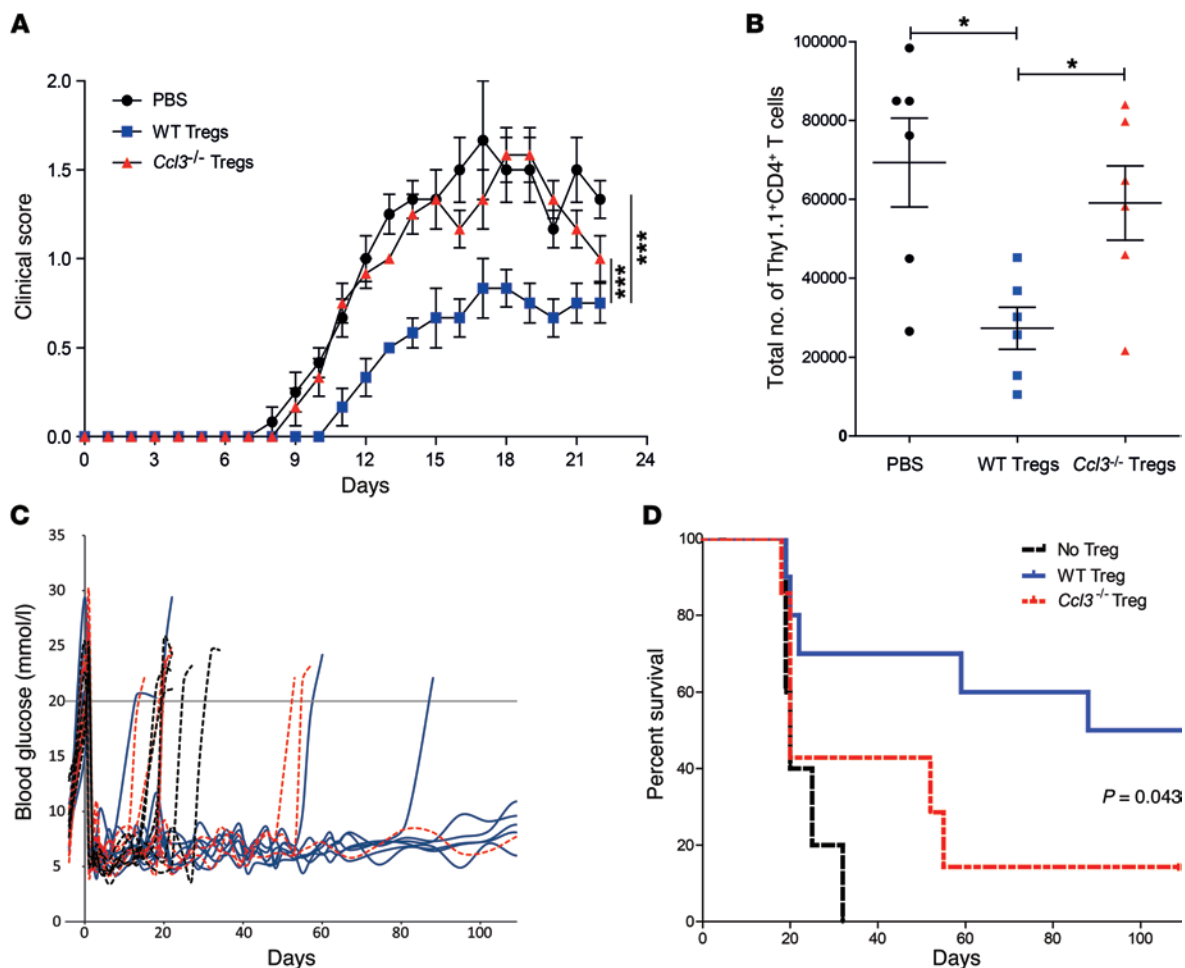 A
Clinical score
2.0
1.5
1.0
0.5
0.0
PBS
WT Tregs
Ccl3-/- Tregs
***
***
0 3 6 9 12 15 18 21 24
Days
B
Total no. of Thy1.1+CD4+ T cells
100000
80000
60000
40000
20000
0
*
*
PBS WT Tregs Ccl3-/- Tregs
C
Blood glucose (mmol/l)
35
30
25
20
15
10
5
0
0 20 40 60 80 100
Days
D
Percent survival
100
80
60
40
20
0
No Treg
WT Treg
Ccl3-/- Treg
P = 0.043
0 20 40 60 80 100
Days